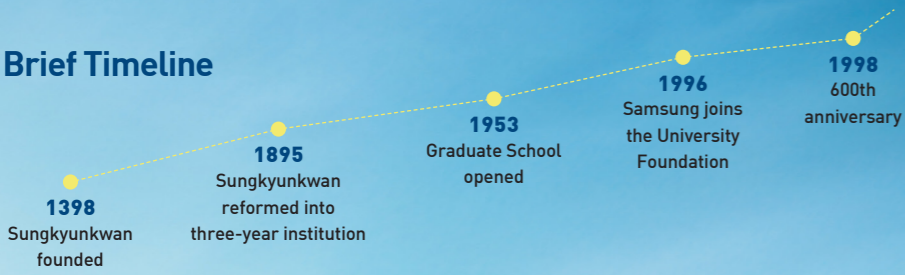 Brief Timeline
1398
Sungkyunkwan
founded
1895
Sungkyunkwan
reformed into
three-year institution
1953
Graduate School
opened
1996
Samsung joins
the University
Foundation
1998
600th
anniversary